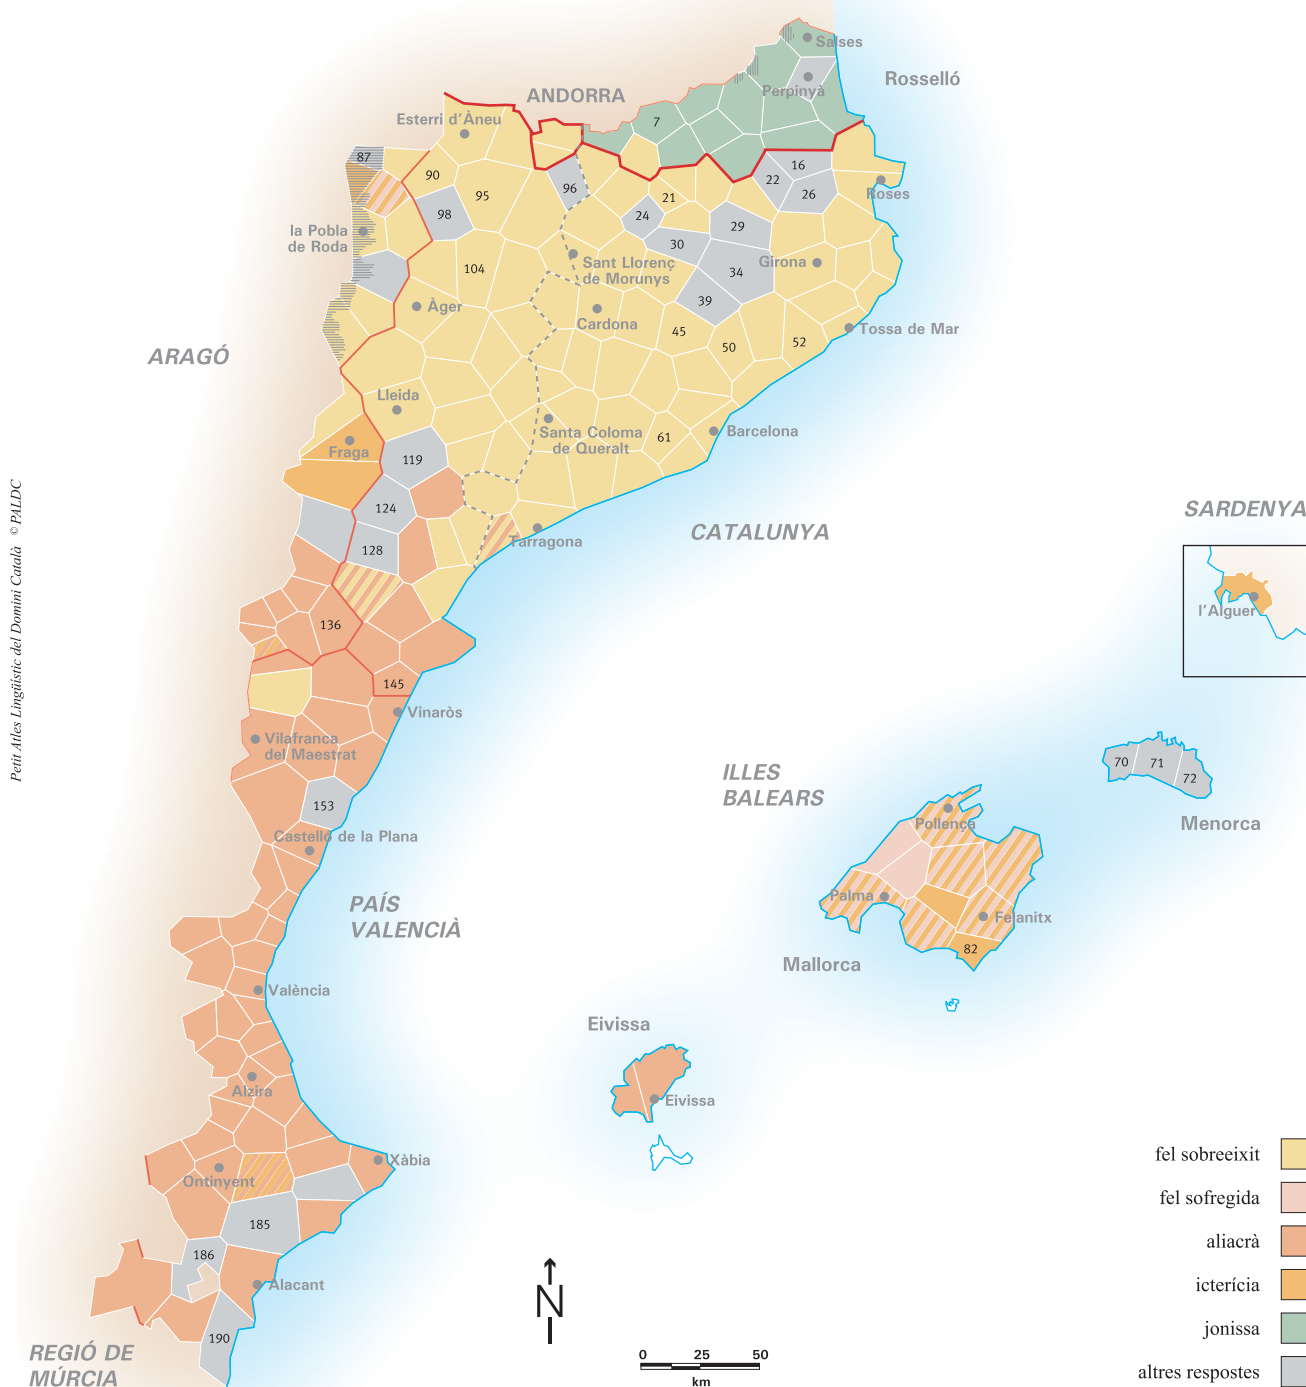 Salses
Rosselló
Perpinyà
ANDORRA
Esterri d'Àneu
7
87
90
95
96
98
16
22
26
Roses
21
24
29
30
34
39
la Pobla
de Roda
104
Sant Llorenç
de Morunys
Girona
Àger
Cardona
45
50
52
Tossa de Mar
ARAGÓ
Lleida
Santa Coloma
de Queralt
61
Barcelona
Fraga
119
124
128
Tarragona
CATALUNYA
SARDENYA
l'Alguer
136
145
Vinaròs
Vilafranca
del Maestrat
153
Castelló de la Plana
ILLES
BALEARS
70
71
72
Menorca
Pollença
Palma
Felanitx
82
Mallorca
PAÍS
VALENCIÀ
València
Eivissa
Eivissa
Alzira
Xàbia
Ontinyent
185
186
Alacant
190
REGIÓ DE
MÚRCIA
N
0 25 50
km
fel sobreeixit
fel sofregida
aliacrà
icterícia
jonissa
altres respostes
Petit Atles Lingüístic del Domini Català © PALDC